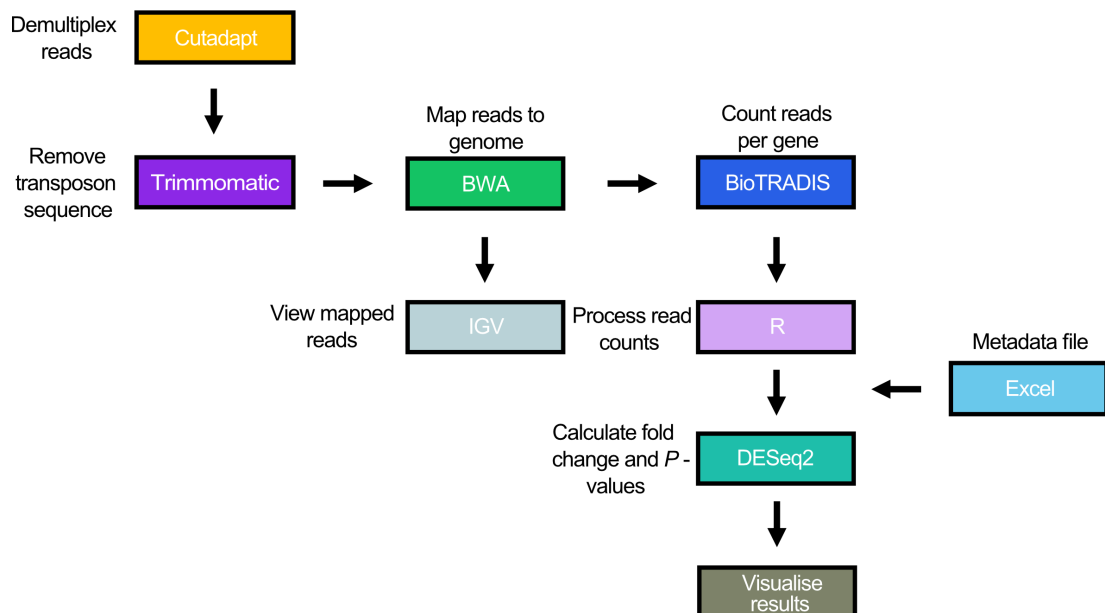 Demultiplex
reads
Cutadapt
Remove
transposon
sequence
Trimmomatic
Map reads to
genome
BWA
Count reads
per gene
BioTRADIS
View mapped
reads
IGV
Process read
counts
R
Metadata file
Excel
Calculate fold
change and P -
values
DESeq2
Visualise
results